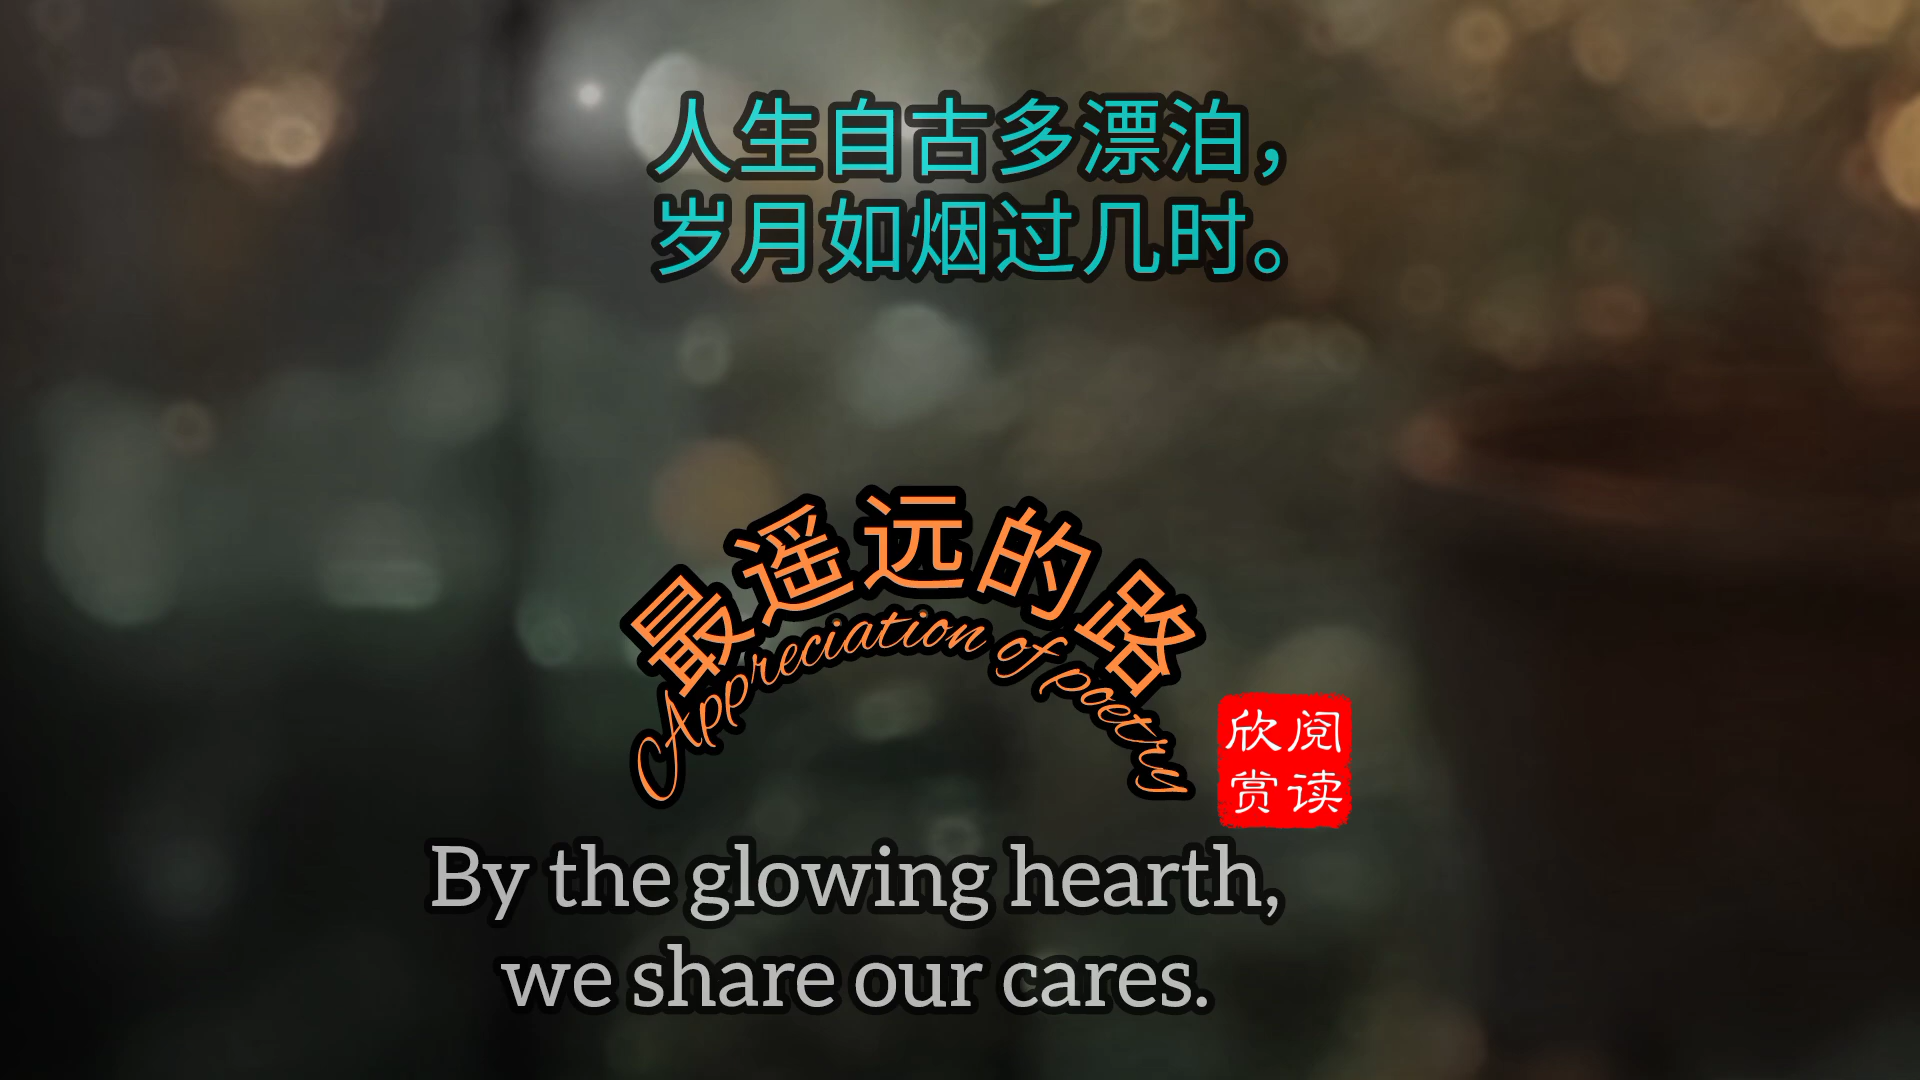 人生自古多漂泊，
岁月如烟过几时。
最遥远的路
Appreciation of poetry
欣阅
赏读
By the glowing hearth,
we share our cares.